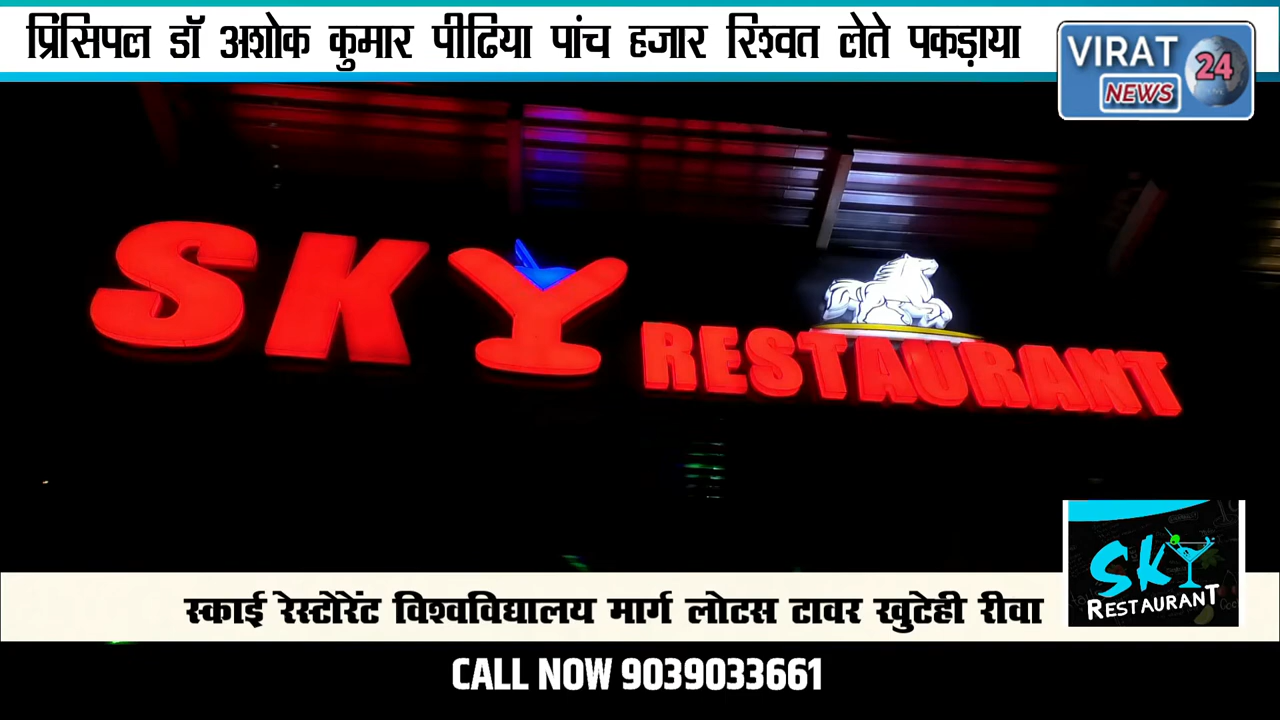 प्रिंसिपल डॉ अशोक कुमार पीढिया पांच हजार रिश्वत लेते पकड़ाया
VIRAT 24
NEWS
SKY RESTAURANT
SKY
RESTAURANT
स्काई रेस्टोरेंट विश्वविद्यालय मार्ग लोटस टावर खुटेही रीवा
CALL NOW 9039033661